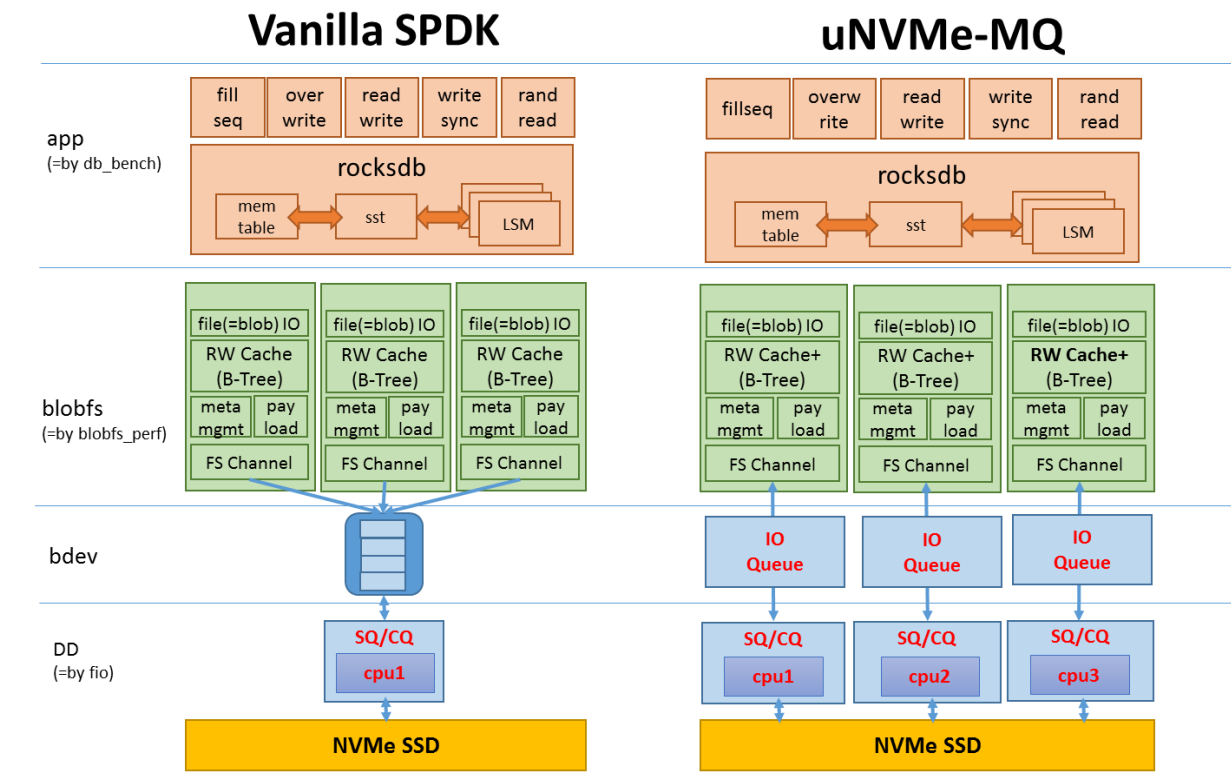 Vanilla SPDK
uNVMe-MQ
app
(=by db_bench)
fill
seq
over
write
read
write
write
sync
rand
read
rocksdb
mem
table
sst
LSM
fillseq
overw
rite
read
write
write
sync
rand
read
rocksdb
mem
table
sst
LSM
blobfs
(=by blobfs_perf)
file(=blob) IO
RW Cache
(B-Tree)
meta
mgmt
pay
load
FS Channel
file(=blob) IO
RW Cache
(B-Tree)
meta
mgmt
pay
load
FS Channel
file(=blob) IO
RW Cache
(B-Tree)
meta
mgmt
pay
load
FS Channel
file(=blob) IO
RW Cache+
(B-Tree)
meta
mgmt
pay
load
FS Channel
file(=blob) IO
RW Cache+
(B-Tree)
meta
mgmt
pay
load
FS Channel
file(=blob) IO
RW Cache+
(B-Tree)
meta
mgmt
pay
load
FS Channel
bdev
IO
Queue
IO
Queue
IO
Queue
DD
(=by fio)
SQ/CQ
cpu1
SQ/CQ
cpu1
SQ/CQ
cpu2
SQ/CQ
cpu3
NVMe SSD
NVMe SSD